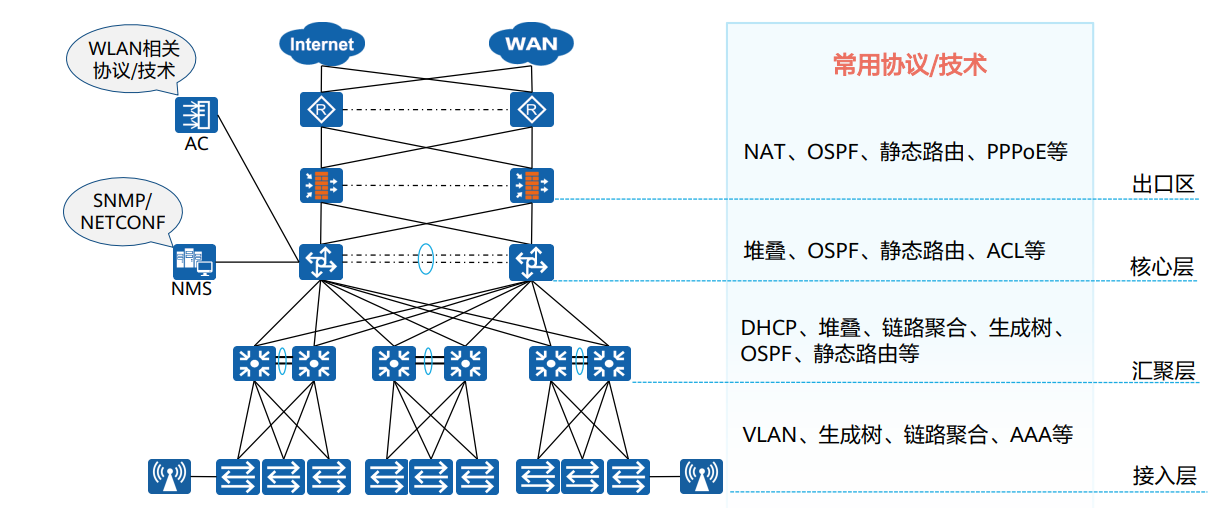 WLAN相关
协议/技术
AC
SNMP/
NETCONF
NMS
Internet
WAN
R
R
常用协议/技术
NAT、OSPF、静态路由、PPPoE等
出口区
堆叠、OSPF、静态路由、ACL等
核心层
DHCP、堆叠、链路聚合、生成树、
OSPF、静态路由等
汇聚层
VLAN、生成树、链路聚合、AAA等
接入层